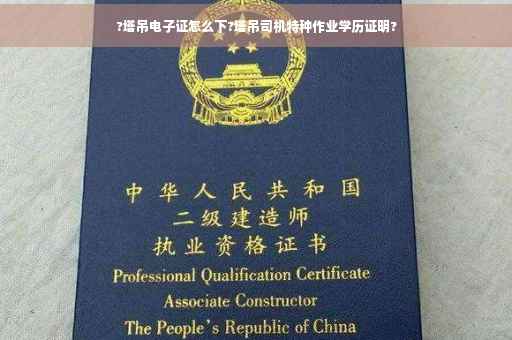 ?塔吊电子证怎么下?塔吊司机特种作业学历证明?
中华人民共和国
二级建造师
执业资格证书
Professional Qualification Certificate
Associate Constructor
The People's Republic of China